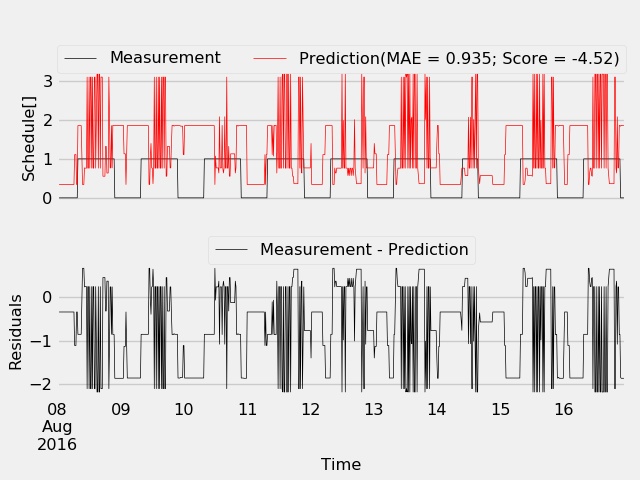 Measurement Prediction(MAE = 0.935; Score = -4.52)
3
2
1
0
Schedule[]
Measurement - Prediction
0
−1
−2
Residuals
08 09 10 11 12 13 14 15 16
Aug
2016
Time